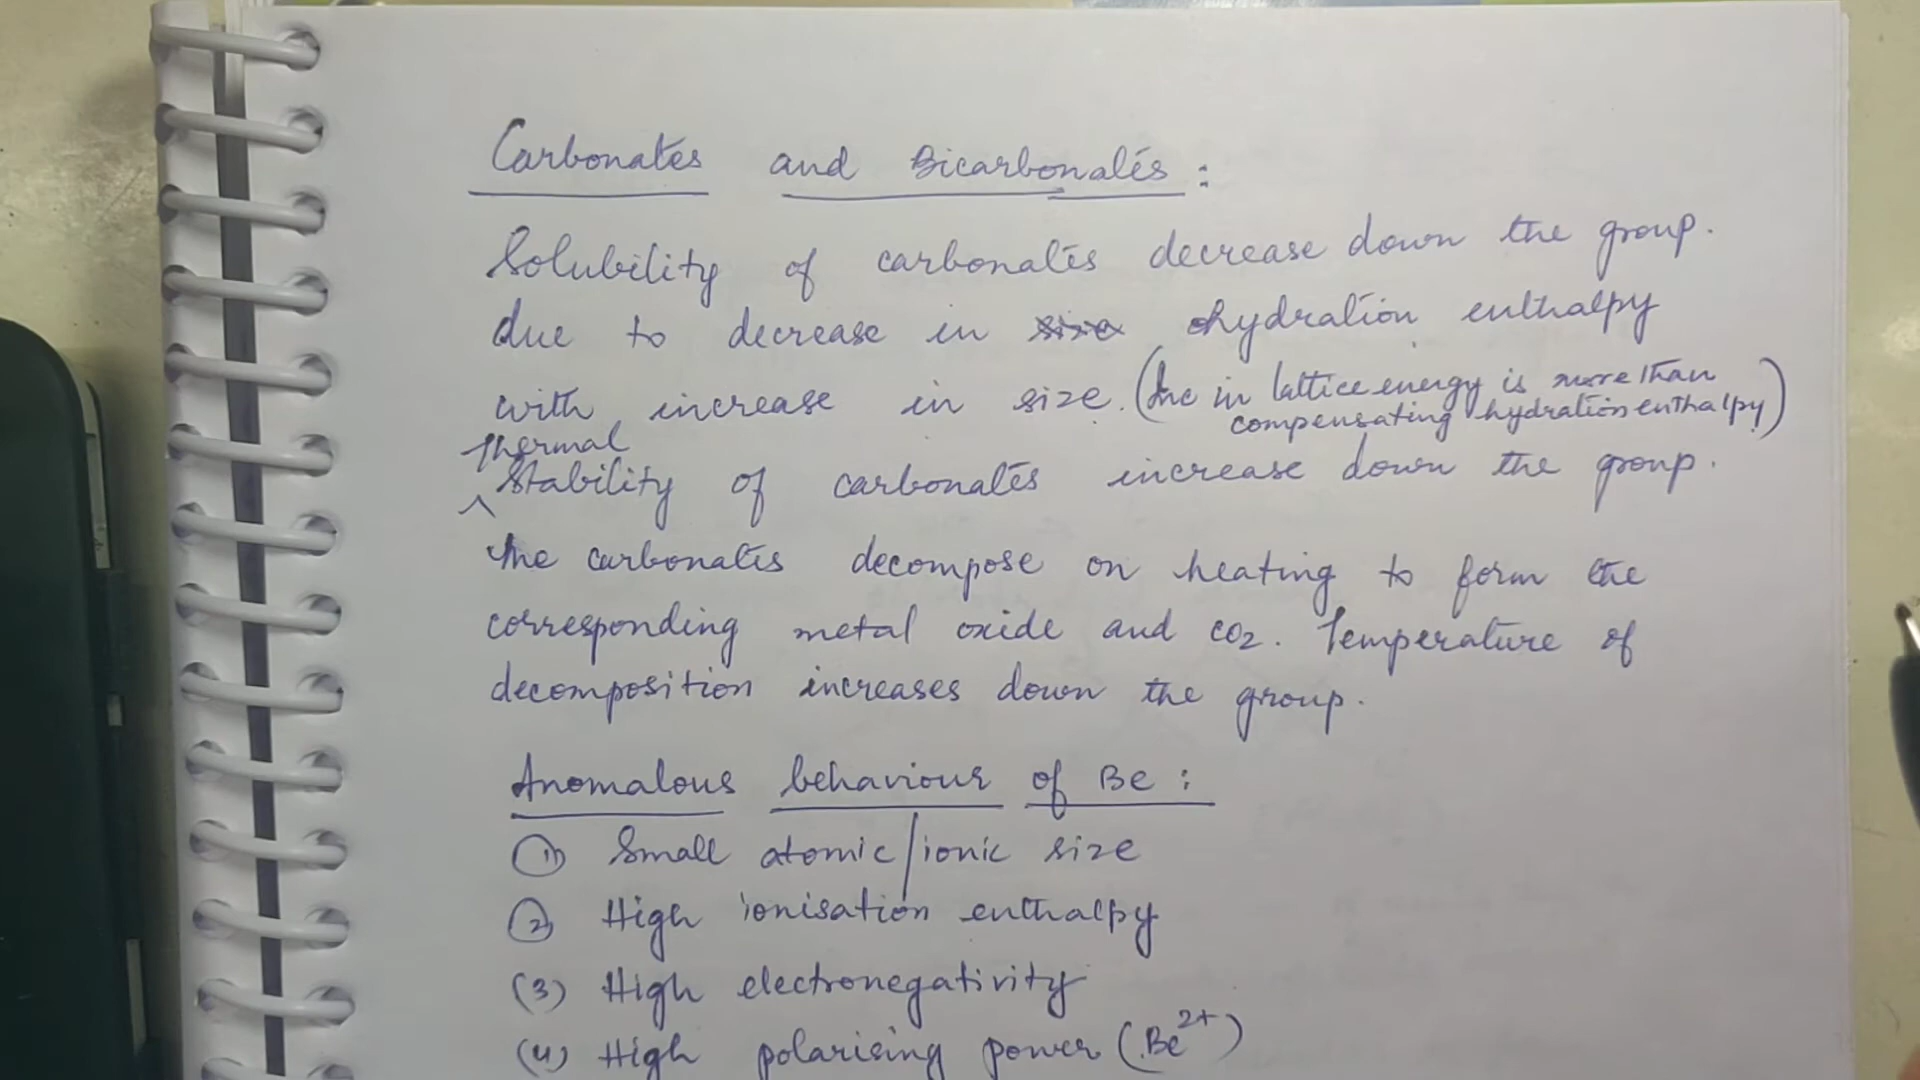 Carbonates and Bicarbonates :
Solubility of carbonates decrease down the group.
due to decrease in size hydration enthalpy
with increase in size. (Inc in lattice energy is more than
compensating hydration enthalpy)
Thermal
^ Stability of carbonates increase down the group.
The carbonates decompose on heating to form the
corresponding metal oxide and CO2. Temperature of
decomposition increases down the group.
Anomalous behaviour of Be :
(1) Small atomic/ionic size
(2) High ionisation enthalpy
(3) High electronegativity
(4) High polarising power (Be2+)